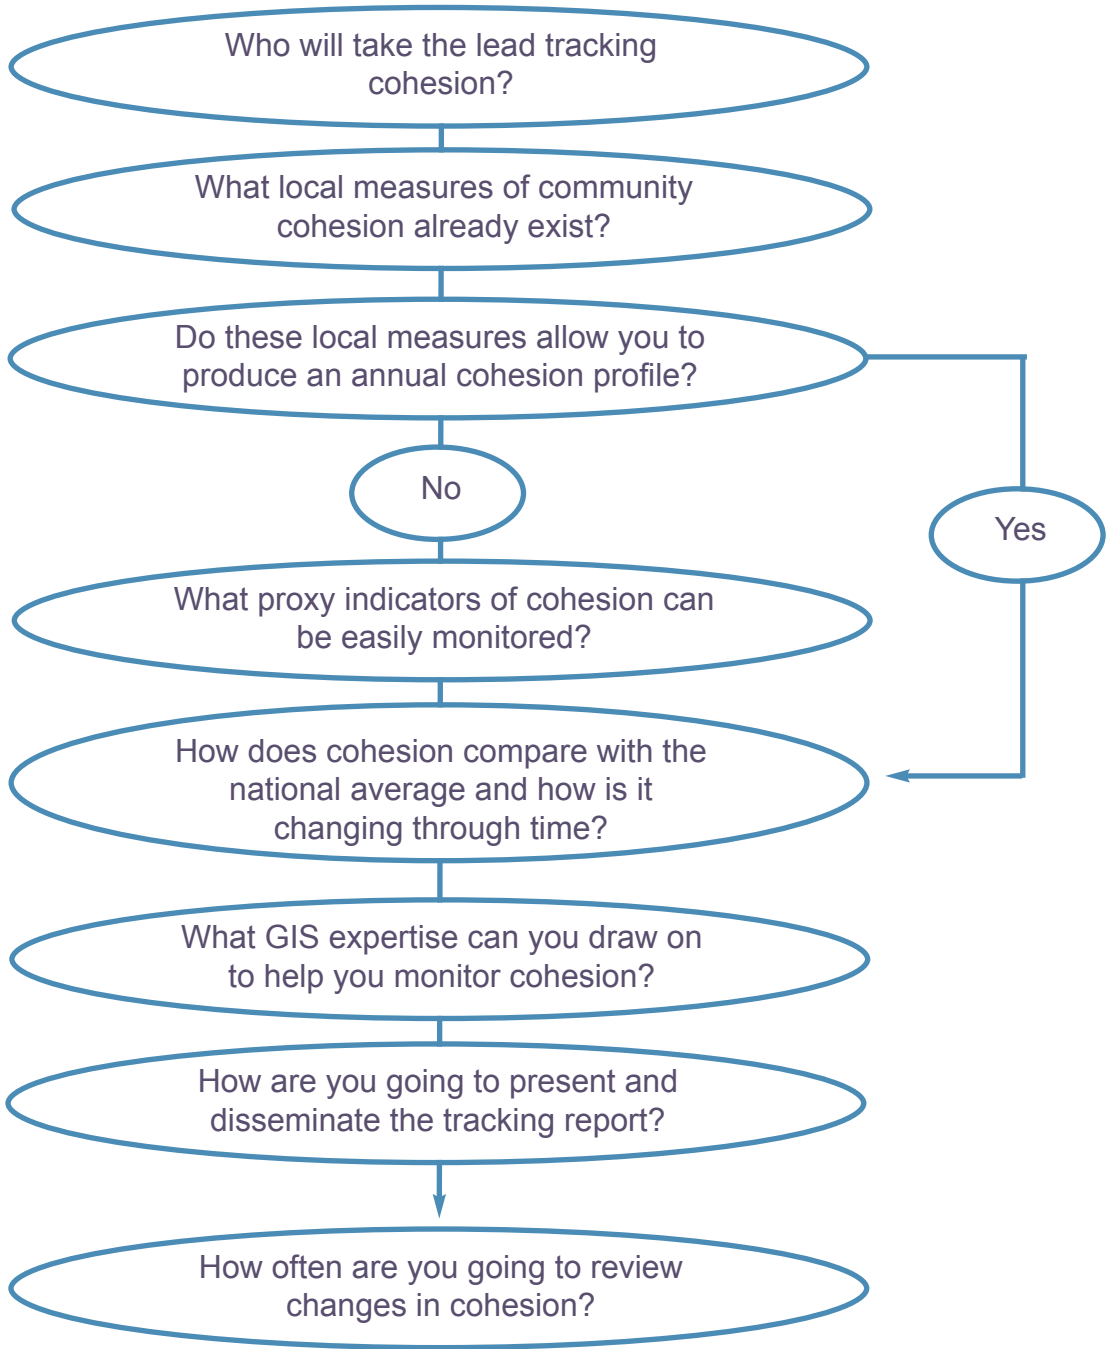 Who will take the lead tracking
cohesion?
What local measures of community
cohesion already exist?
Do these local measures allow you to
produce an annual cohesion profile?
No
Yes
What proxy indicators of cohesion can
be easily monitored?
How does cohesion compare with the
national average and how is it
changing through time?
What GIS expertise can you draw on
to help you monitor cohesion?
How are you going to present and
disseminate the tracking report?
How often are you going to review
changes in cohesion?